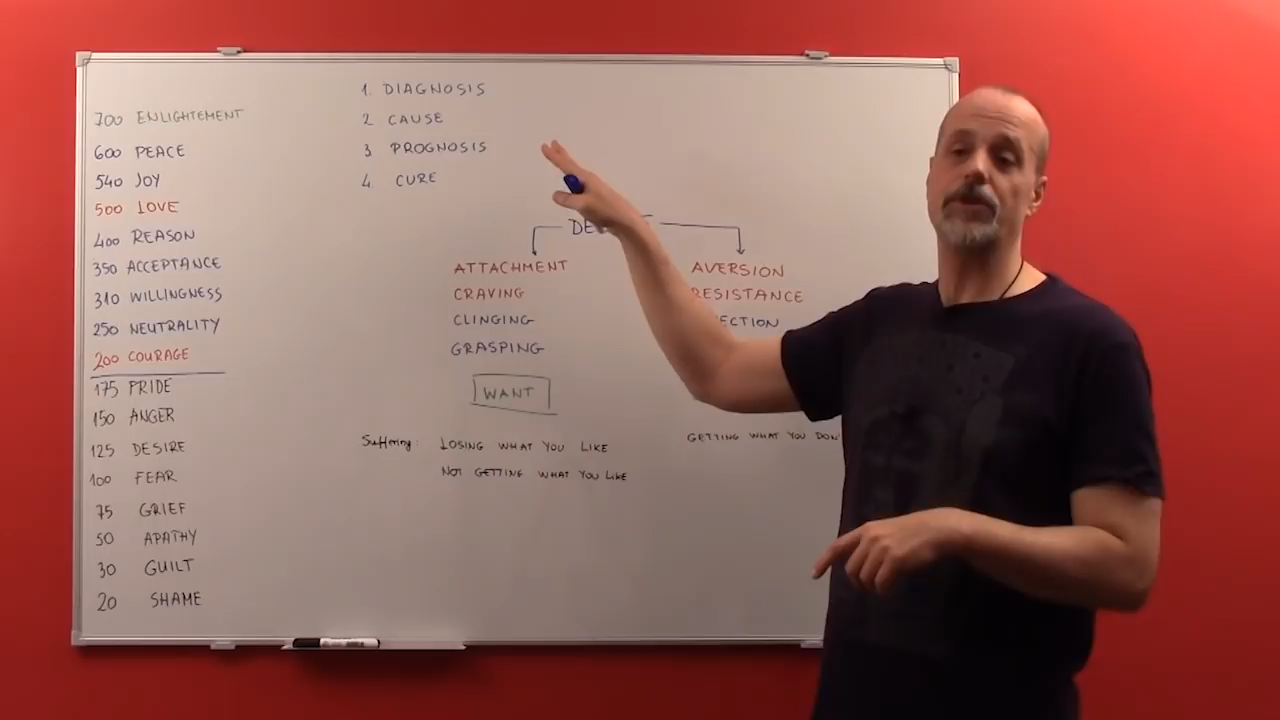 700 ENLIGHTEMENT
600 PEACE
540 JOY
500 LOVE
400 REASON
350 ACCEPTANCE
310 WILLINGNESS
250 NEUTRALITY
200 COURAGE
175 PRIDE
150 ANGER
125 DESIRE
100 FEAR
75 GRIEF
50 APATHY
30 GUILT
20 SHAME
1. DIAGNOSIS
2 CAUSE
3 PROGNOSIS
4. CURE
ATTACHMENT
CRAVING
CLINGING
GRASPING
WANT
AVERSION
RESISTANCE
Suffering: LOSING WHAT YOU LIKE
NOT GETTING WHAT YOU LIKE
GETTING WHAT YOU DON'